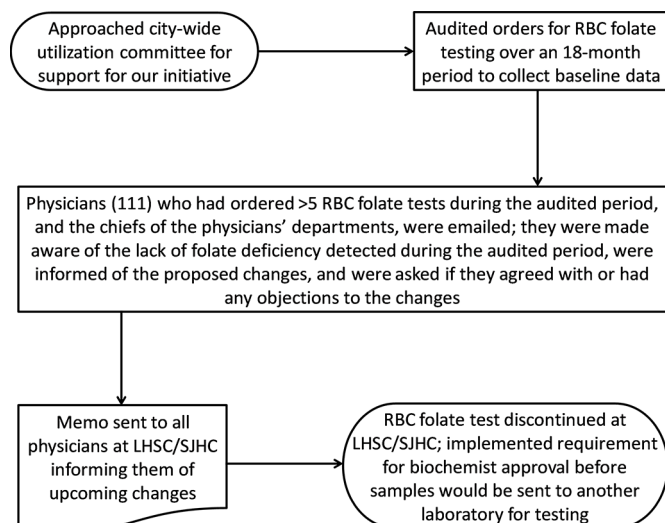 Approached city-wide
utilization committee for
support for our initiative
Audited orders for RBC folate
testing over an 18-month
period to collect baseline data
Physicians (111) who had ordered >5 RBC folate tests during the audited period,
and the chiefs of the physicians’ departments, were emailed; they were made
aware of the lack of folate deficiency detected during the audited period, were
informed of the proposed changes, and were asked if they agreed with or had
any objections to the changes
Memo sent to all
physicians at LHSC/SJHC
informing them of
upcoming changes
RBC folate test discontinued at
LHSC/SJHC; implemented requirement
for biochemist approval before
samples would be sent to another
laboratory for testing